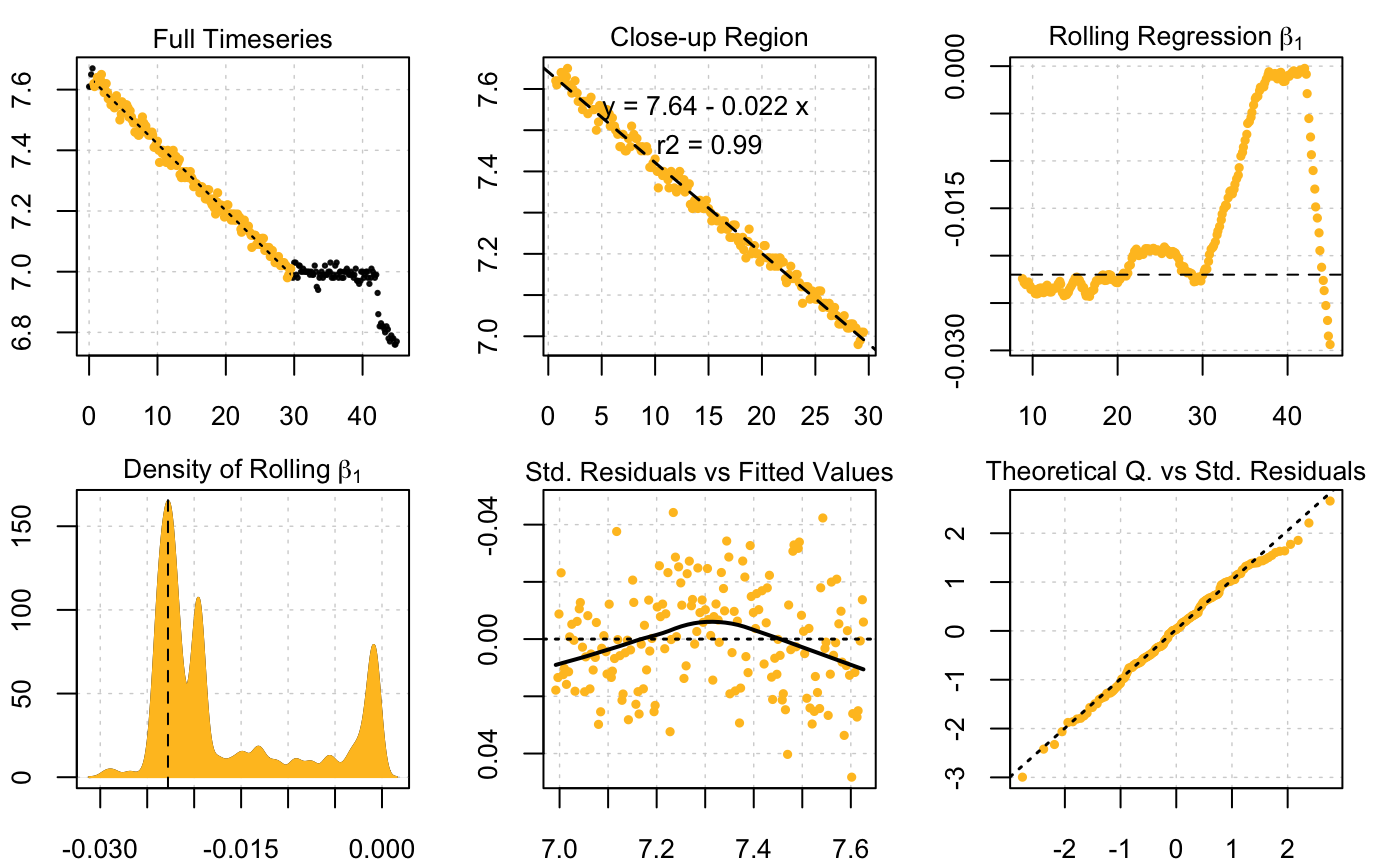 Full Timeseries
7.6
7.4
7.2
7.0
6.8
0 10 20 30 40
Close-up Region
y = 7.64 - 0.022 x
r2 = 0.99
7.6
7.4
7.2
7.0
0 5 10 15 20 25 30
Rolling Regression β1
0.000
-0.015
-0.030
10 20 30 40
Density of Rolling β1
150
100
50
0
-0.030 -0.015 0.000
Std. Residuals vs Fitted Values
-0.04
0.00
0.04
7.0 7.2 7.4 7.6
Theoretical Q. vs Std. Residuals
2
1
0
-1
-2
-3
-2 -1 0 1 2